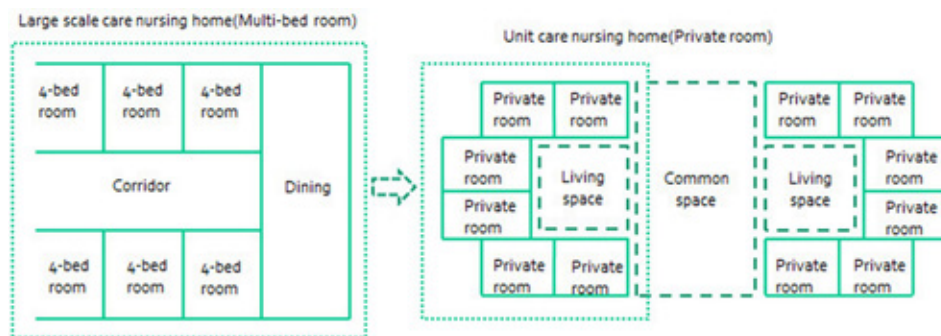 Large scale care nursing home(Multi-bed room)
Unit care nursing home(Private room)
4-bed
room
4-bed
room
4-bed
room
Corridor
Dining
4-bed
room
4-bed
room
4-bed
room
Private
room
Private
room
Private
room
Private
room
Living
space
Private
room
Private
room
Common
space
Private
room
Private
room
Living
space
Private
room
Private
room
Private
room
Private
room